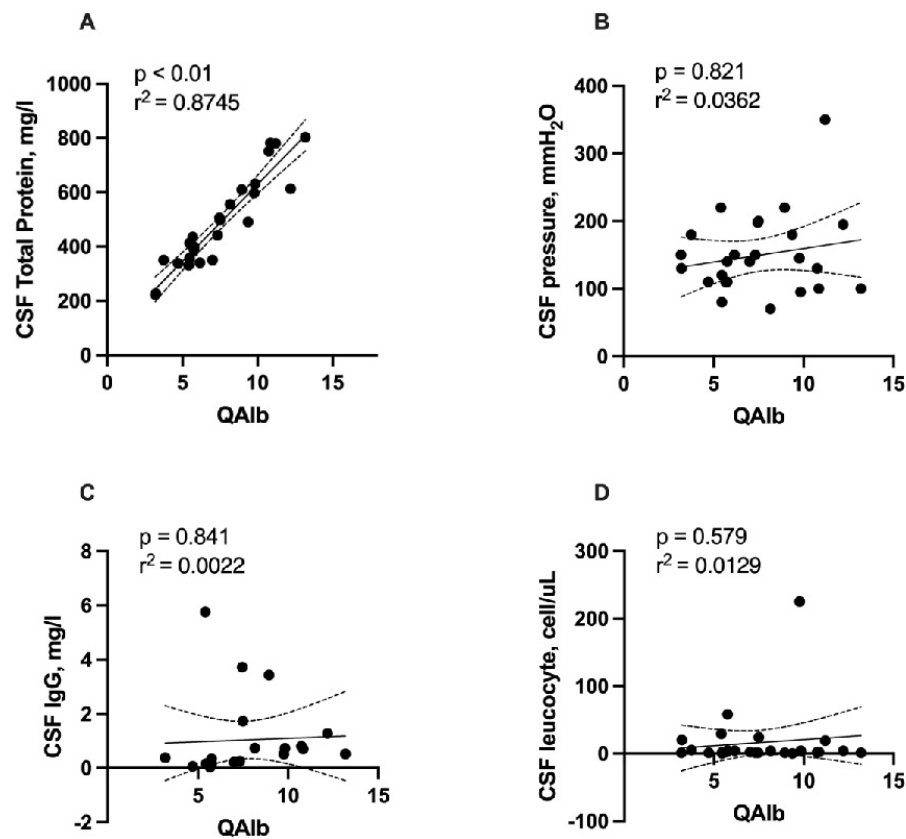 A
p < 0.01
r² = 0.8745
CSF Total Protein, mg/l
1000
800
600
400
200
0
0 5 10 15
QAlb
B
p = 0.821
r² = 0.0362
CSF pressure, mmH₂O
400
300
200
100
0
0 5 10 15
QAlb
C
p = 0.841
r² = 0.0022
CSF IgG, mg/l
8
6
4
2
0
-2
5 10 15
QAlb
D
p = 0.579
r² = 0.0129
CSF leucocyte, cell/uL
300
200
100
50
0
-100
5 10 15
QAlb